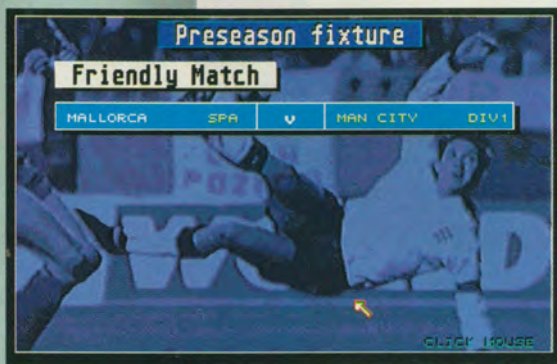 Preseason fixture
Friendly Match
MALLORCA SPA v MAN CITY DIV1
CLICK MOUSE